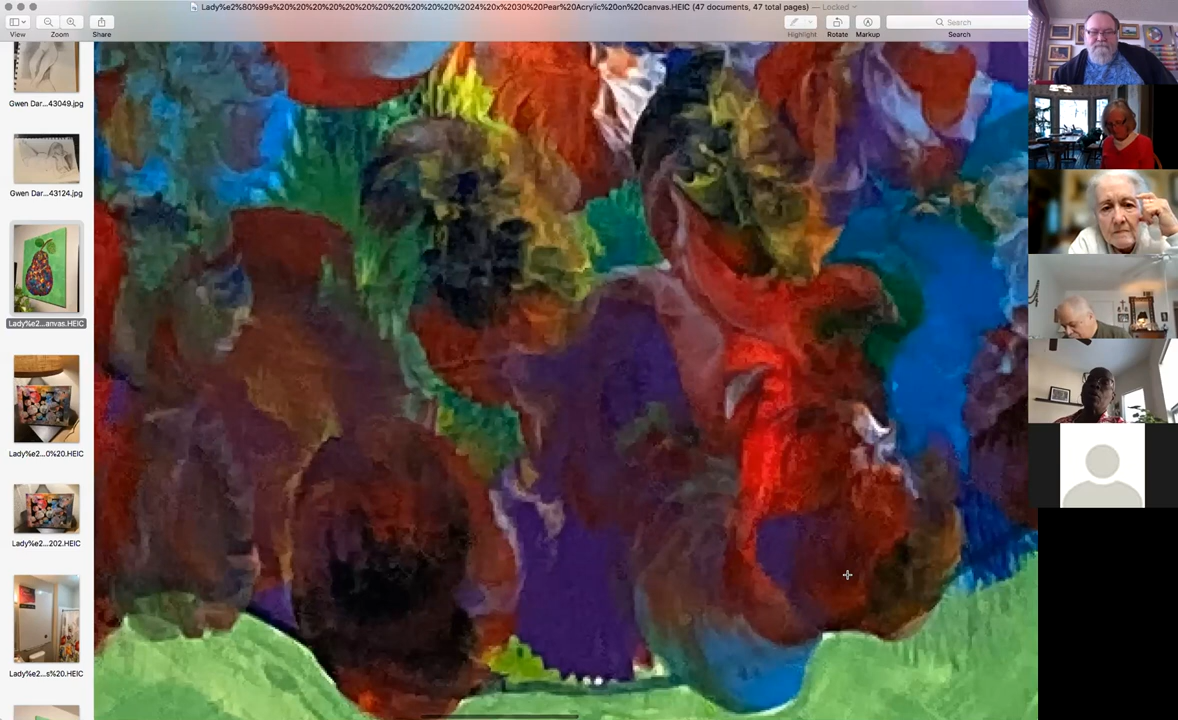 Lady%e2%80%99s%20%20%20%20%20%20%20%20%20%20%20%20%2024%20x%2030%20Pear%20Acrylic%20on%20canvas.HEIC (47 documents, 47 total pages) — Locked
View
Zoom
Share
Highlight
Rotate
Markup
Search
Search
Gwen Dar...43049.jpg
Gwen Dar...43124.jpg
Lady%e2...anvas.HEIC
Lady%e2...0%20.HEIC
Lady%e2...202.HEIC
Lady%e2...s%20.HEIC